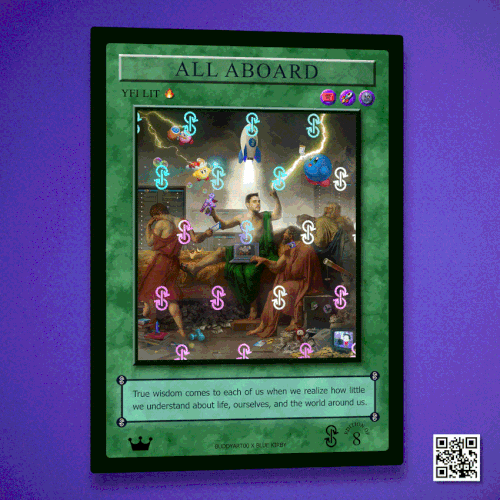 ALL ABOARD
YFI LIT 🔥
True wisdom comes to each of us when we realize how little
we understand about life, ourselves, and the world around us.
8